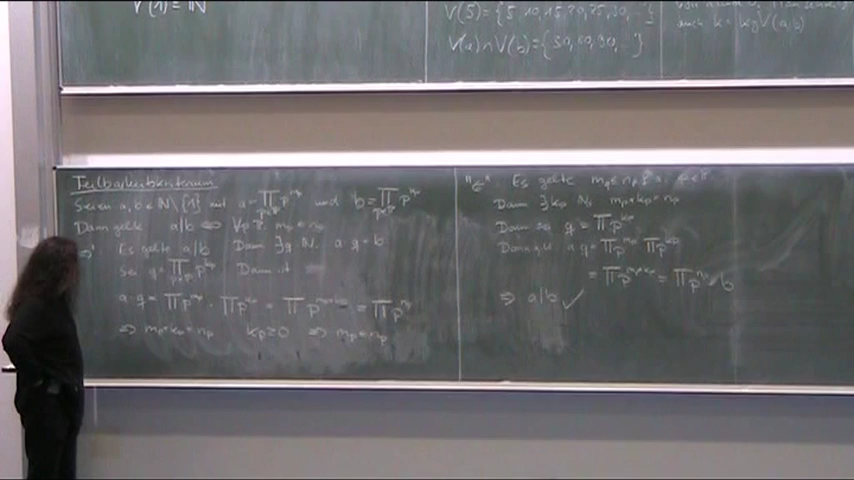 V(1) = ℕ
V(5) = {5, 10, 15, 20, 25, 30, …}
V(a) ∩ V(b) = {30, 60, 90, …}
auch k = kgV(a,b)
Teilbarkeitskriterium
Seien a, b ∈ ℕ\{1} mit a = ∏ p^{m_p} und b = ∏ p^{n_p}
p∈ℙ p∈ℙ
Dann gilt a|b ⇔ ∀p∈ℙ: m_p ≤ n_p
"⇒" Es gelte a|b Dann ∃q ∈ ℕ: a·q = b
Sei q = ∏ p^{k_p} Dann ist
p∈ℙ
a·q = ∏ p^{m_p} · ∏ p^{k_p} = ∏ p^{m_p+k_p} = ∏ p^{n_p}
⇒ m_p+k_p = n_p k_p ≥ 0 ⇒ m_p ≤ n_p
"⇐" Es gelte m_p ≤ n_p
Dann ∃ k_p ∈ ℕ₀ m_p+k_p = n_p
Dann sei q = ∏ p^{k_p}
Dann gilt a·q = ∏ p^{m_p} ∏ p^{k_p}
= ∏ p^{m_p+k_p} = ∏ p^{n_p} = b
⇒ a|b ✓